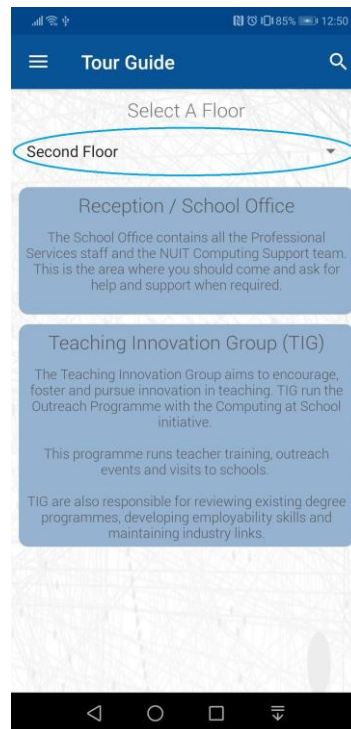 85% 12:50
Tour Guide
Select A Floor
Second Floor
Reception / School Office
The School Office contains all the Professional
Services staff and the NUIT Computing Support team.
This is the area where you should come and ask for
help and support when required.
Teaching Innovation Group (TIG)
The Teaching Innovation Group aims to encourage,
foster and pursue innovation in teaching. TIG run the
Outreach Programme with the Computing at School
initiative.
This programme runs teacher training, outreach
events and visits to schools.
TIG are also responsible for reviewing existing degree
programmes, developing employability skills and
maintaining industry links.